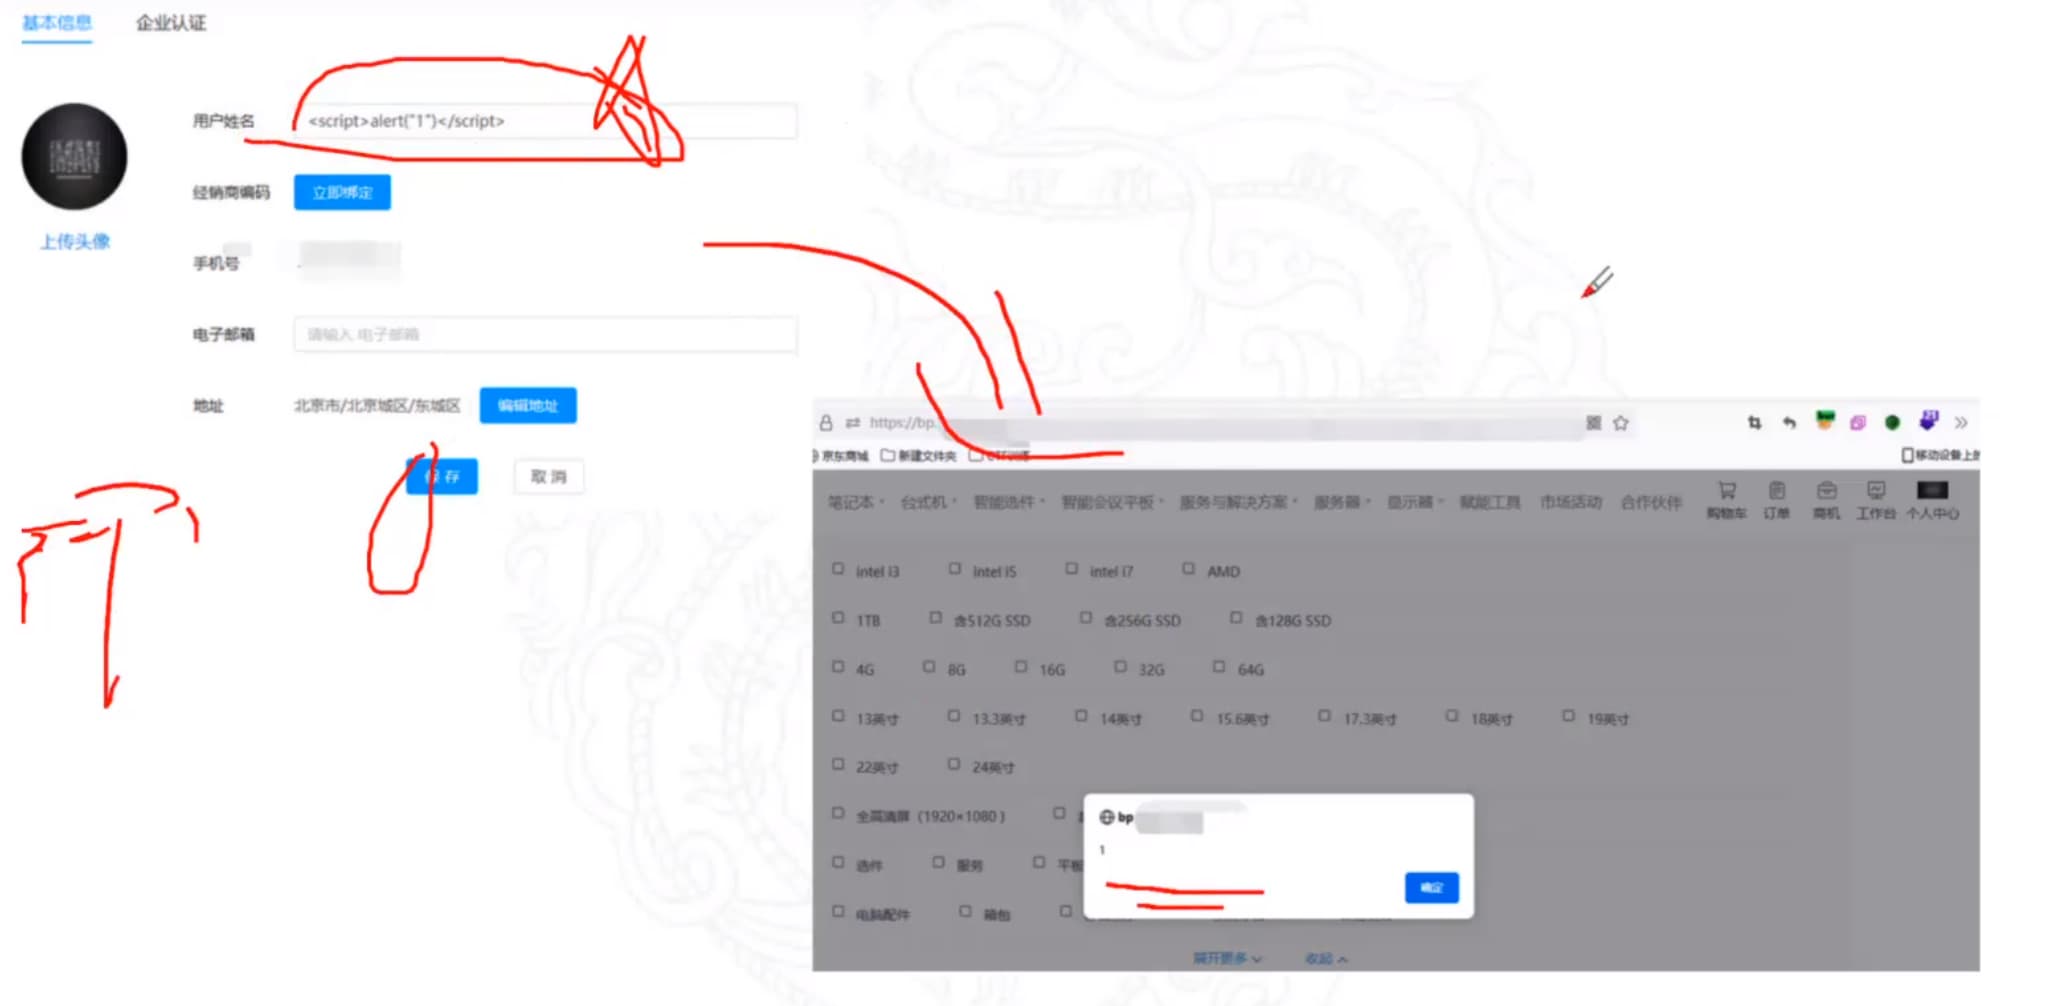 基本信息 企业认证
用户姓名 <script>alert("1")</script>
经销商编码 立即绑定
上传头像
手机号
电子邮箱 请输入 电子邮箱
地址 北京市/北京城区/东城区 编辑地址
保 存 取 消
https://bp.
京东商城 新建文件夹 CTF训练 移动设备上的
笔记本 台式机 智能选件 智能会议平板 服务与解决方案 服务器 显示器 赋能工具 市场活动 合作伙伴 购物车 订单 商机 工作台 个人中心
intel i3 intel i5 intel i7 AMD
1TB 含512G SSD 含256G SSD 含128G SSD
4G 8G 16G 32G 64G
13英寸 13.3英寸 14英寸 15.6英寸 17.3英寸 18英寸 19英寸
22英寸 24英寸
全高清屏（1920×1080）
bp
1
选件 服务 平板
确定
电脑配件 箱包
展开更多 收起